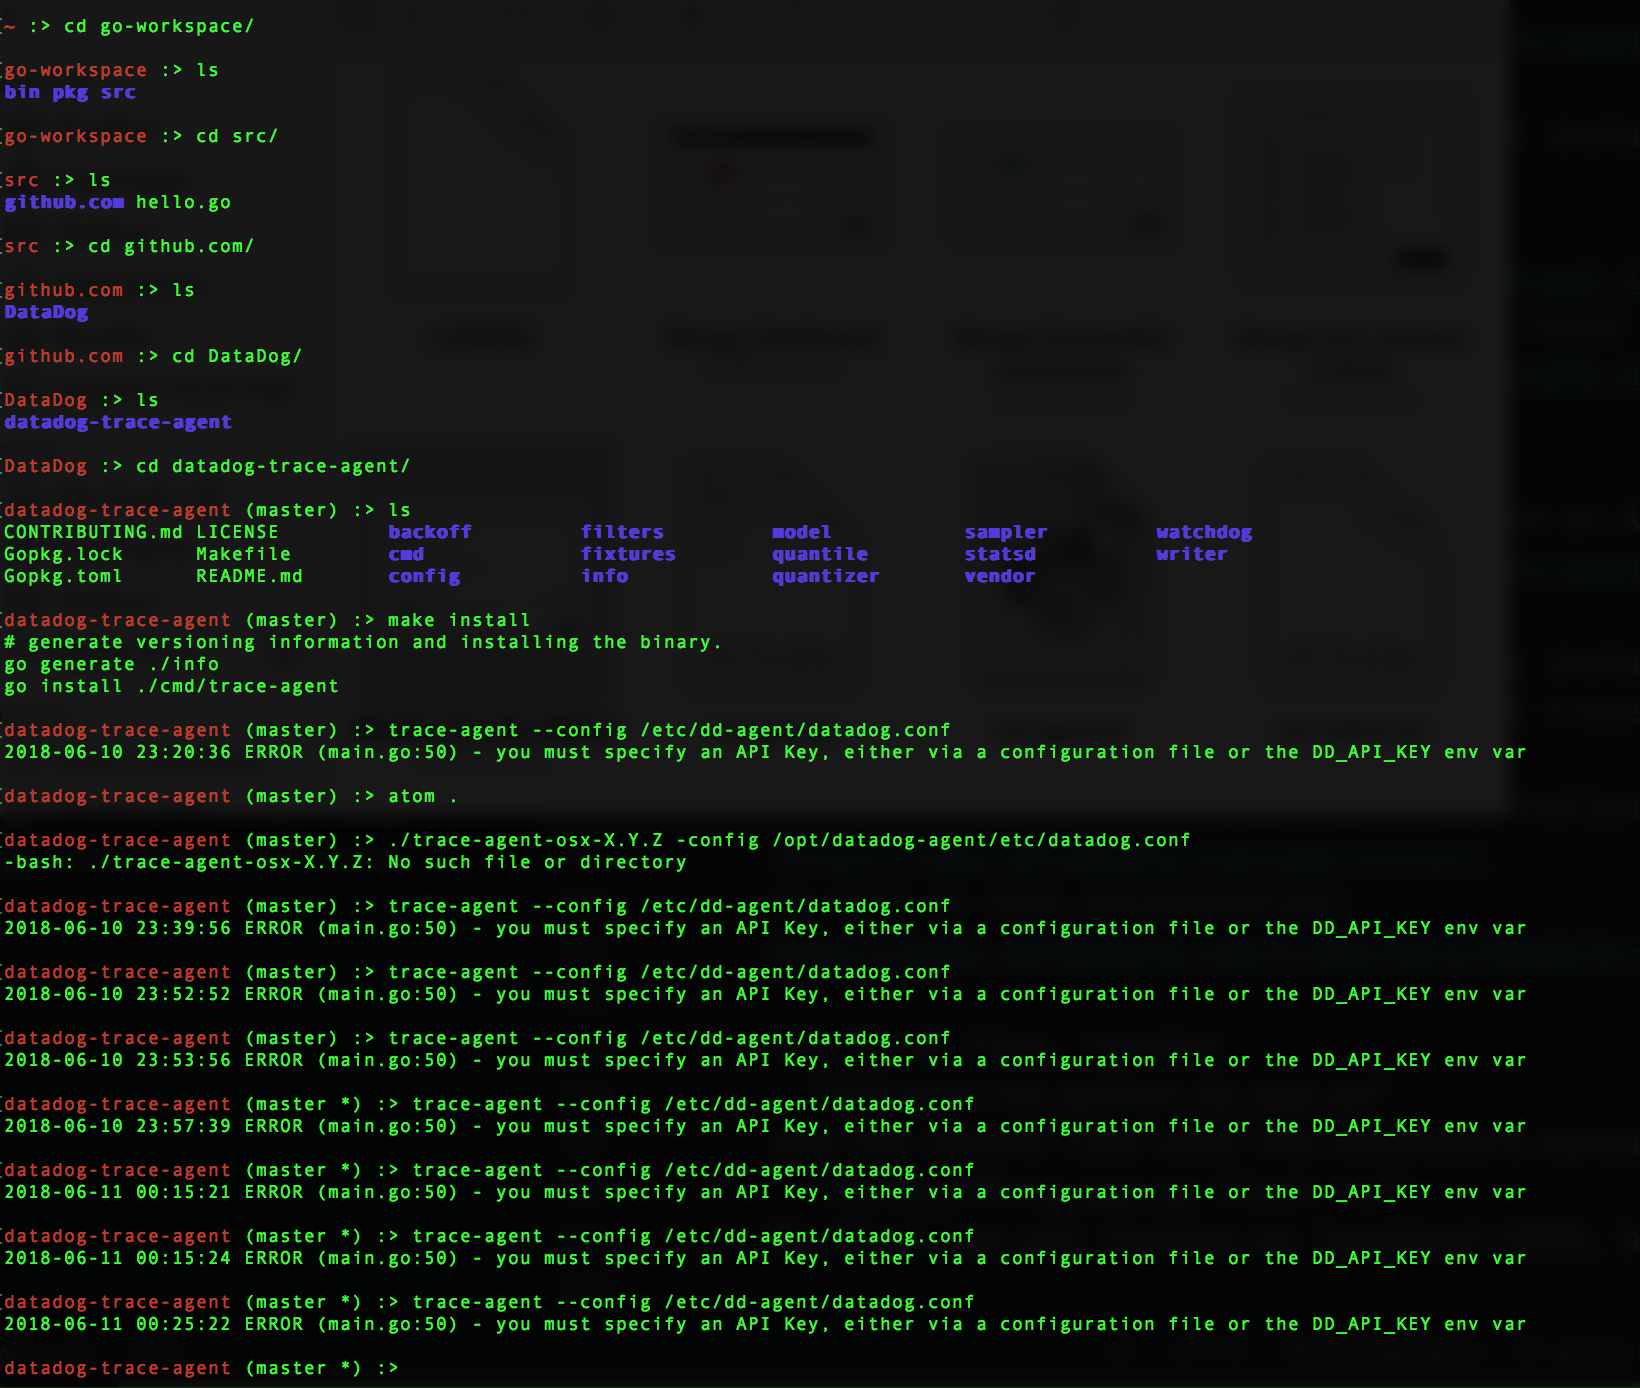 ~ :> cd go-workspace/
[go-workspace :> ls
bin pkg src
[go-workspace :> cd src/
[src :> ls
github.com hello.go
[src :> cd github.com/
[github.com :> ls
DataDog
[github.com :> cd DataDog/
[DataDog :> ls
datadog-trace-agent
[DataDog :> cd datadog-trace-agent/
[datadog-trace-agent (master) :> ls
CONTRIBUTING.md LICENSE backoff filters model sampler watchdog
Gopkg.lock Makefile cmd fixtures quantile statsd writer
Gopkg.toml README.md config info quantizer vendor
[datadog-trace-agent (master) :> make install
# generate versioning information and installing the binary.
go generate ./info
go install ./cmd/trace-agent
[datadog-trace-agent (master) :> trace-agent --config /etc/dd-agent/datadog.conf
2018-06-10 23:20:36 ERROR (main.go:50) - you must specify an API Key, either via a configuration file or the DD_API_KEY env var
[datadog-trace-agent (master) :> atom .
[datadog-trace-agent (master) :> ./trace-agent-osx-X.Y.Z -config /opt/datadog-agent/etc/datadog.conf
-bash: ./trace-agent-osx-X.Y.Z: No such file or directory
[datadog-trace-agent (master) :> trace-agent --config /etc/dd-agent/datadog.conf
2018-06-10 23:39:56 ERROR (main.go:50) - you must specify an API Key, either via a configuration file or the DD_API_KEY env var
[datadog-trace-agent (master) :> trace-agent --config /etc/dd-agent/datadog.conf
2018-06-10 23:52:52 ERROR (main.go:50) - you must specify an API Key, either via a configuration file or the DD_API_KEY env var
[datadog-trace-agent (master) :> trace-agent --config /etc/dd-agent/datadog.conf
2018-06-10 23:53:56 ERROR (main.go:50) - you must specify an API Key, either via a configuration file or the DD_API_KEY env var
[datadog-trace-agent (master *) :> trace-agent --config /etc/dd-agent/datadog.conf
2018-06-10 23:57:39 ERROR (main.go:50) - you must specify an API Key, either via a configuration file or the DD_API_KEY env var
[datadog-trace-agent (master *) :> trace-agent --config /etc/dd-agent/datadog.conf
2018-06-11 00:15:21 ERROR (main.go:50) - you must specify an API Key, either via a configuration file or the DD_API_KEY env var
[datadog-trace-agent (master *) :> trace-agent --config /etc/dd-agent/datadog.conf
2018-06-11 00:15:24 ERROR (main.go:50) - you must specify an API Key, either via a configuration file or the DD_API_KEY env var
[datadog-trace-agent (master *) :> trace-agent --config /etc/dd-agent/datadog.conf
2018-06-11 00:25:22 ERROR (main.go:50) - you must specify an API Key, either via a configuration file or the DD_API_KEY env var
datadog-trace-agent (master *) :>